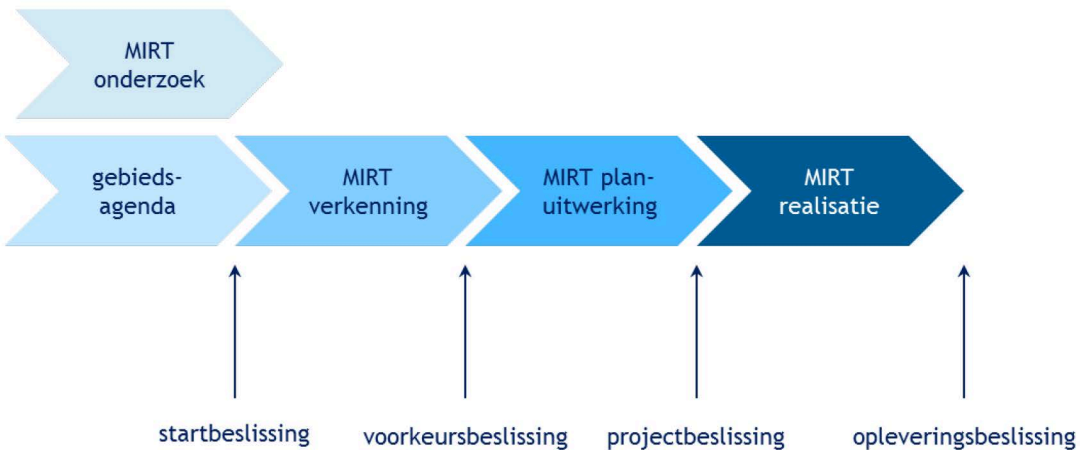 MIRT
onderzoek
gebieds-
agenda
MIRT
verkenning
MIRT plan-
uitwerking
MIRT
realisatie
startbeslissing
voorkeursbeslissing
projectbeslissing
opleveringsbeslissing